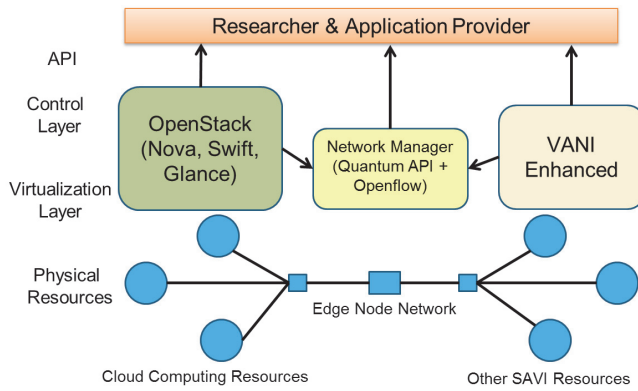 Researcher & Application Provider
API
Control
Layer
OpenStack
(Nova, Swift,
Glance)
Network Manager
(Quantum API +
Openflow)
VANI
Enhanced
Virtualization
Layer
Physical
Resources
Edge Node Network
Cloud Computing Resources
Other SAVI Resources